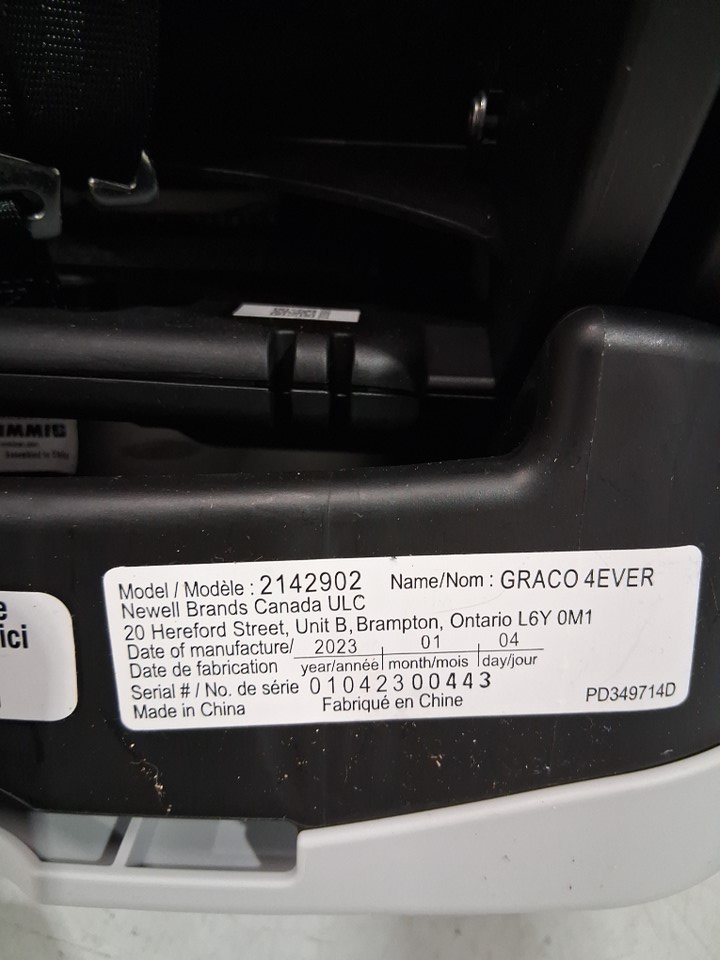 IMMIG
e
ici
Model / Modèle : 2142902 Name/Nom : GRACO 4EVER
Newell Brands Canada ULC
20 Hereford Street, Unit B, Brampton, Ontario L6Y 0M1
Date of manufacture/ 2023 01 04
Date de fabrication year/année month/mois day/jour
Serial # / No. de série 01042300443
Made in China Fabriqué en Chine PD349714D